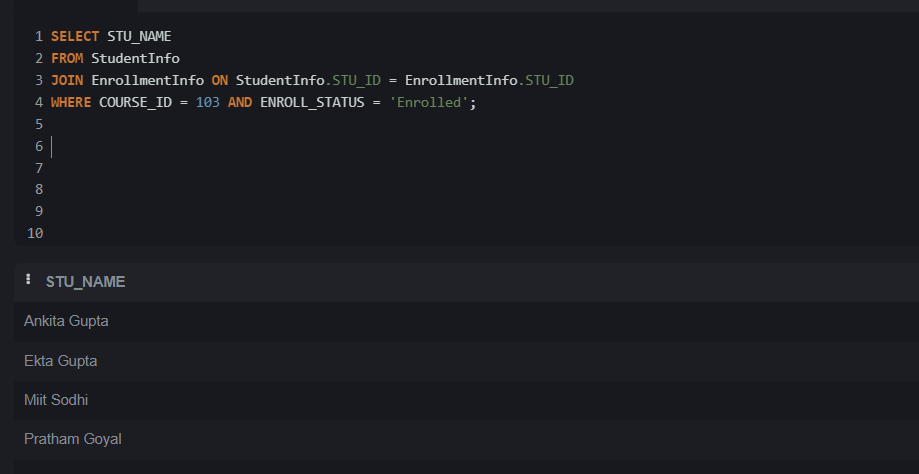 1 SELECT STU_NAME
2 FROM StudentInfo
3 JOIN EnrollmentInfo ON StudentInfo.STU_ID = EnrollmentInfo.STU_ID
4 WHERE COURSE_ID = 103 AND ENROLL_STATUS = 'Enrolled';
5
6
7
8
9
10
STU_NAME
Ankita Gupta
Ekta Gupta
Miit Sodhi
Pratham Goyal